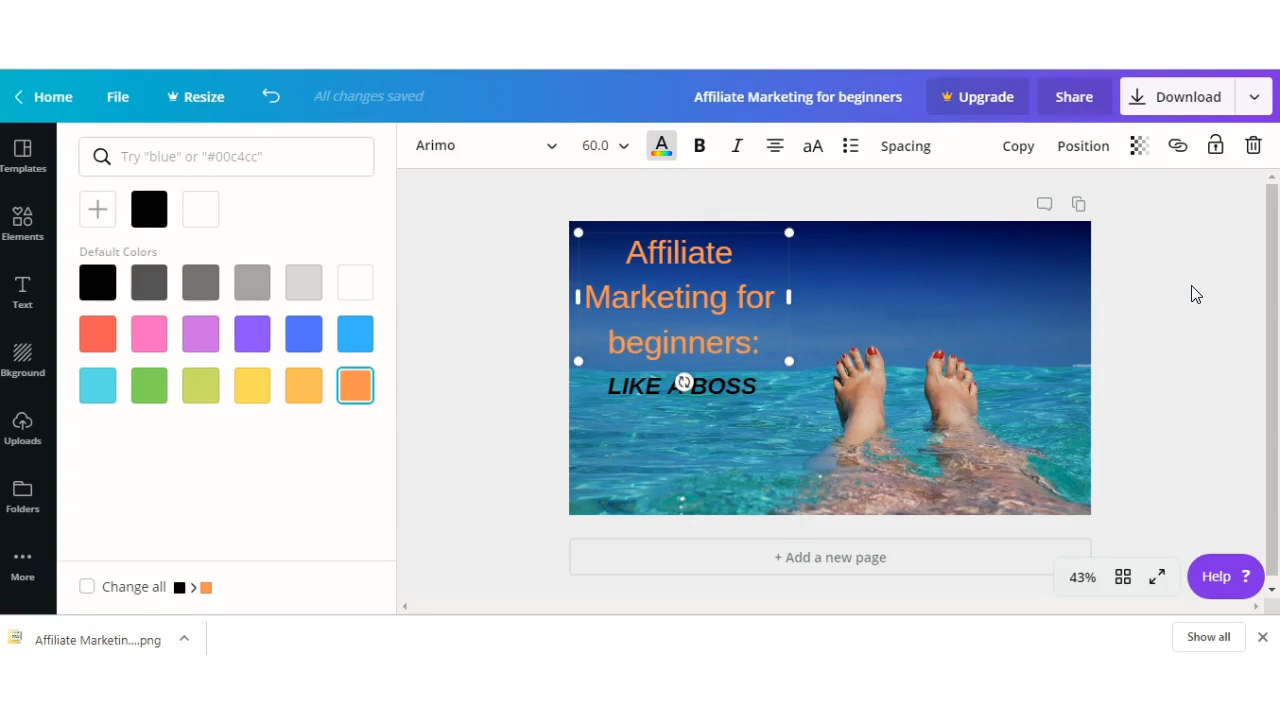 Home File Resize All changes saved Affiliate Marketing for beginners Upgrade Share Download
Templates
Elements
Text
Bkground
Uploads
Folders
More
Try "blue" or "#00c4cc"
Default Colors
Change all
Arimo 60.0 A B I aA Spacing Copy Position
Affiliate
Marketing for
beginners:
LIKE A BOSS
+ Add a new page
43% Help ?
Affiliate Marketin....png Show all